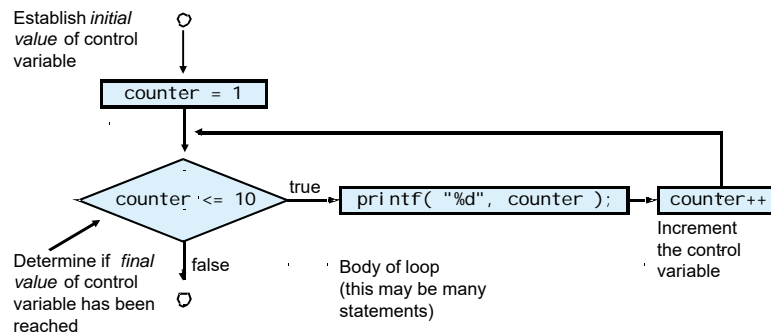 Establish initial
value of control
variable
counter = 1
counter <= 10
true
printf( "%d", counter );
counter++
Increment
the control
variable
false
Determine if final
value of control
variable has been
reached
Body of loop
(this may be many
statements)